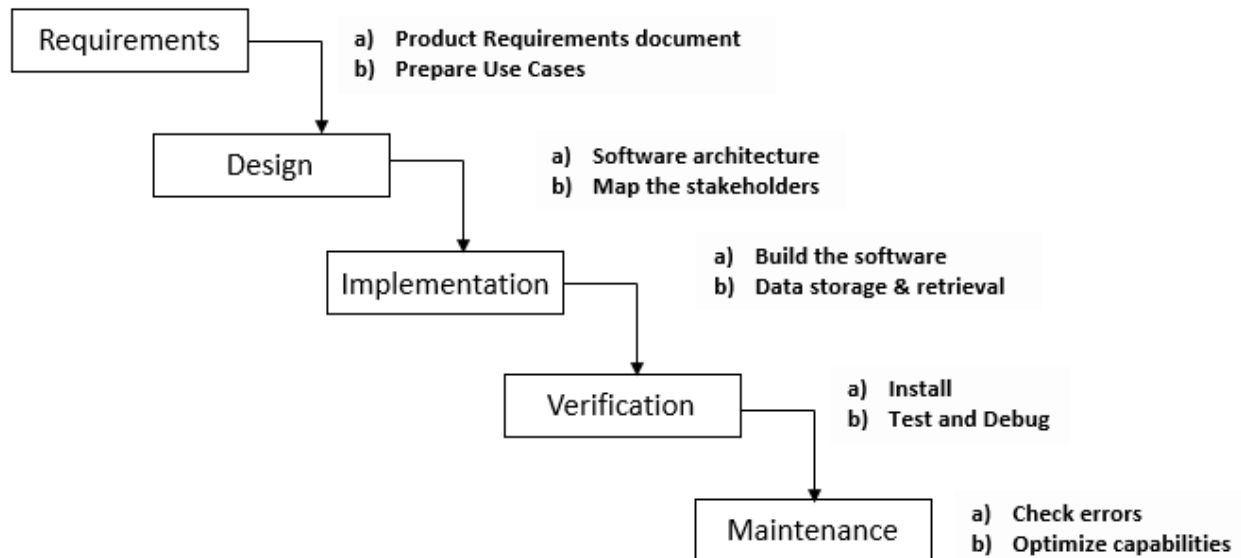 Requirements
a) Product Requirements document
b) Prepare Use Cases
Design
a) Software architecture
b) Map the stakeholders
Implementation
a) Build the software
b) Data storage & retrieval
Verification
a) Install
b) Test and Debug
Maintenance
a) Check errors
b) Optimize capabilities